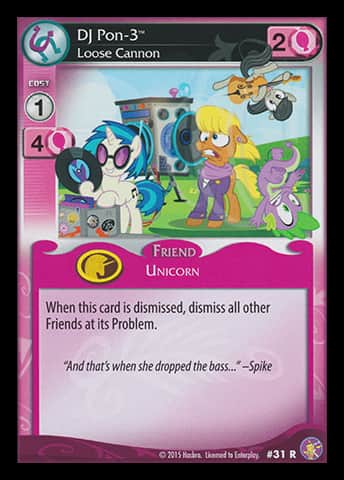 DJ Pon-3™
Loose Cannon
2
COST
1
4
FRIEND
UNICORN
When this card is dismissed, dismiss all other
Friends at its Problem.
"And that's when she dropped the bass..." –Spike
© 2015 Hasbro. Licensed to Enterplay.
#31 R